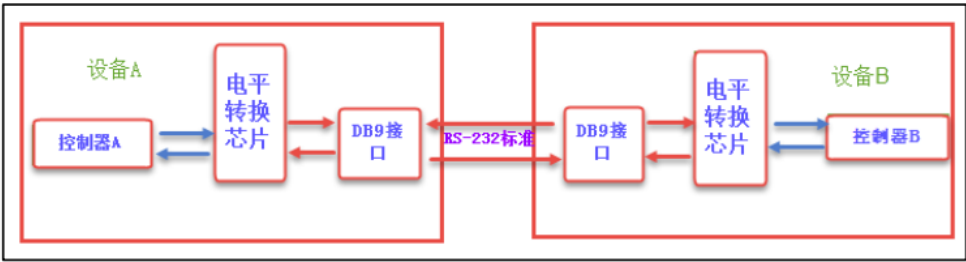 设备A
控制器A
电平
转换
芯片
DB9接
口
RS-232标准
DB9接
口
电平
转换
芯片
设备B
控制器B